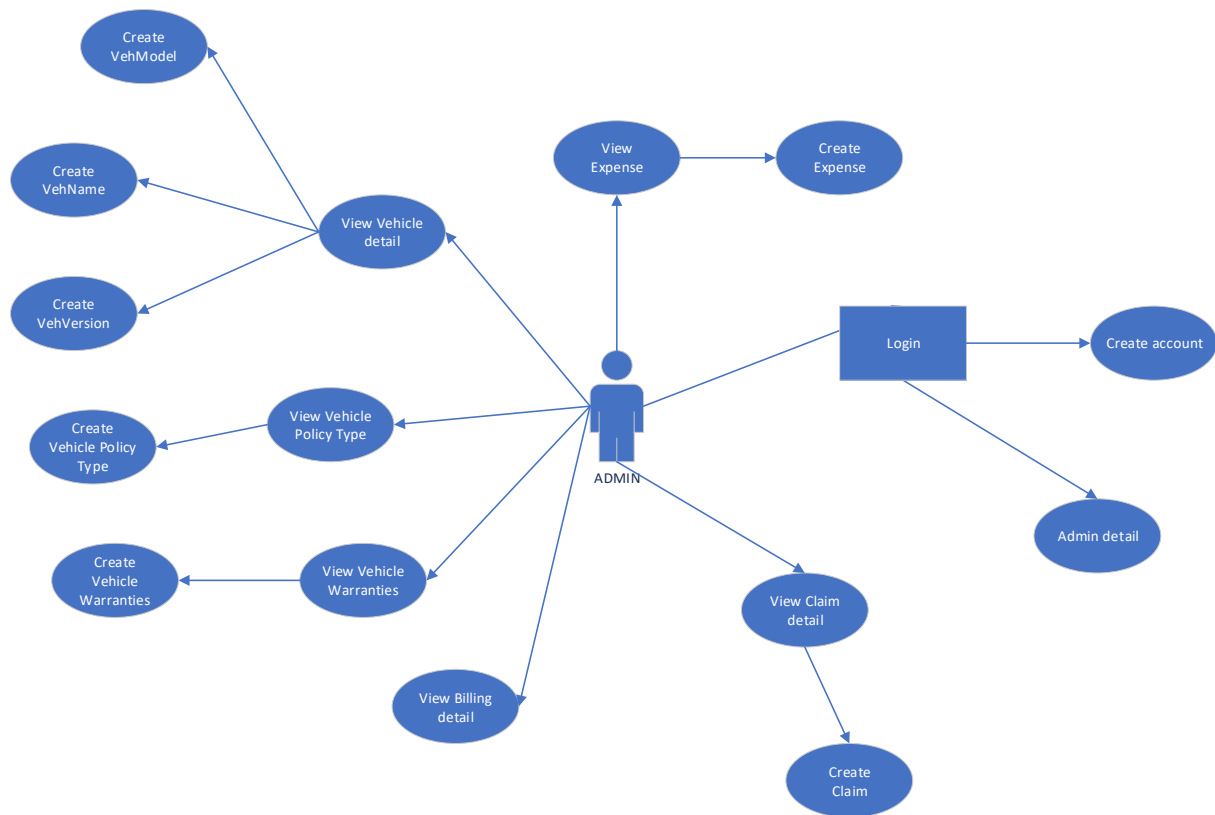 Create
VehModel
View
Expense
Create
Expense
Create
VehName
View Vehicle
detail
Create
VehVersion
Login
Create account
View Vehicle
Policy Type
Create
Vehicle Policy
Type
ADMIN
Admin detail
Create
Vehicle
Warranties
View Vehicle
Warranties
View Claim
detail
View Billing
detail
Create
Claim